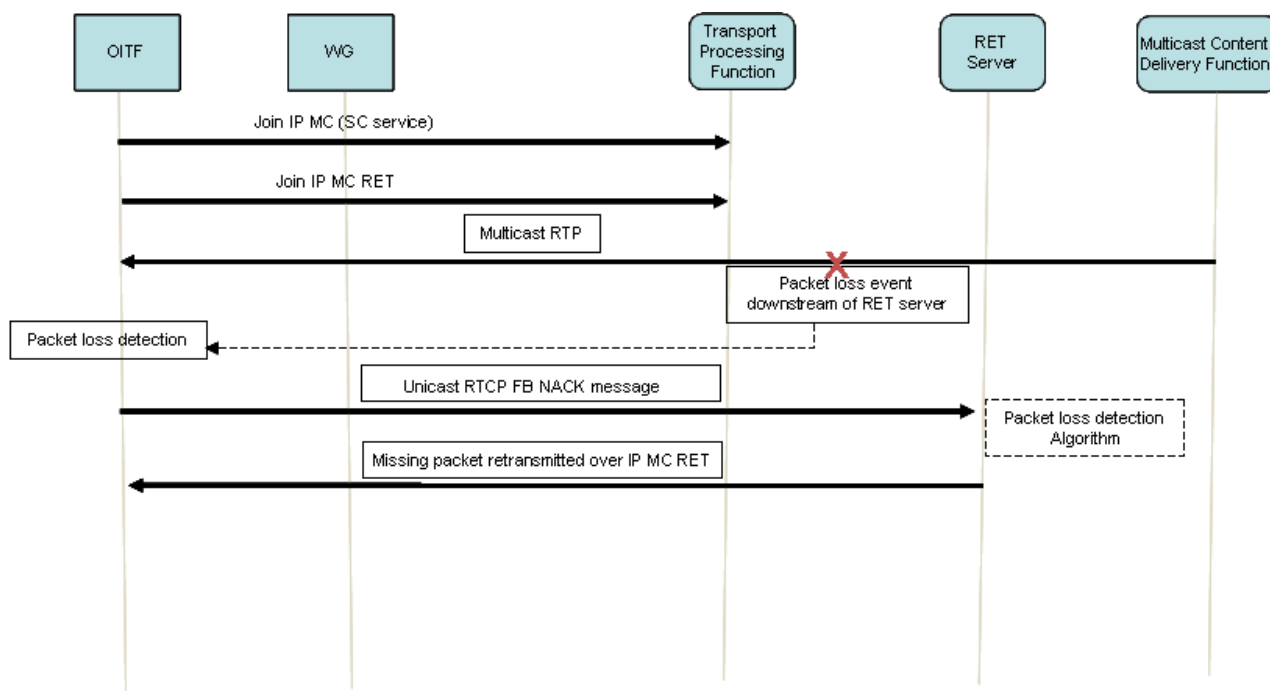 OITF
WG
Transport
Processing
Function
RET
Server
Multicast Content
Delivery Function
Join IP MC (SC service)
Join IP MC RET
Multicast RTP
X
Packet loss event
downstream of RET server
Packet loss detection
Unicast RTCP FB NACK message
Packet loss detection
Algorithm
Missing packet retransmitted over IP MC RET